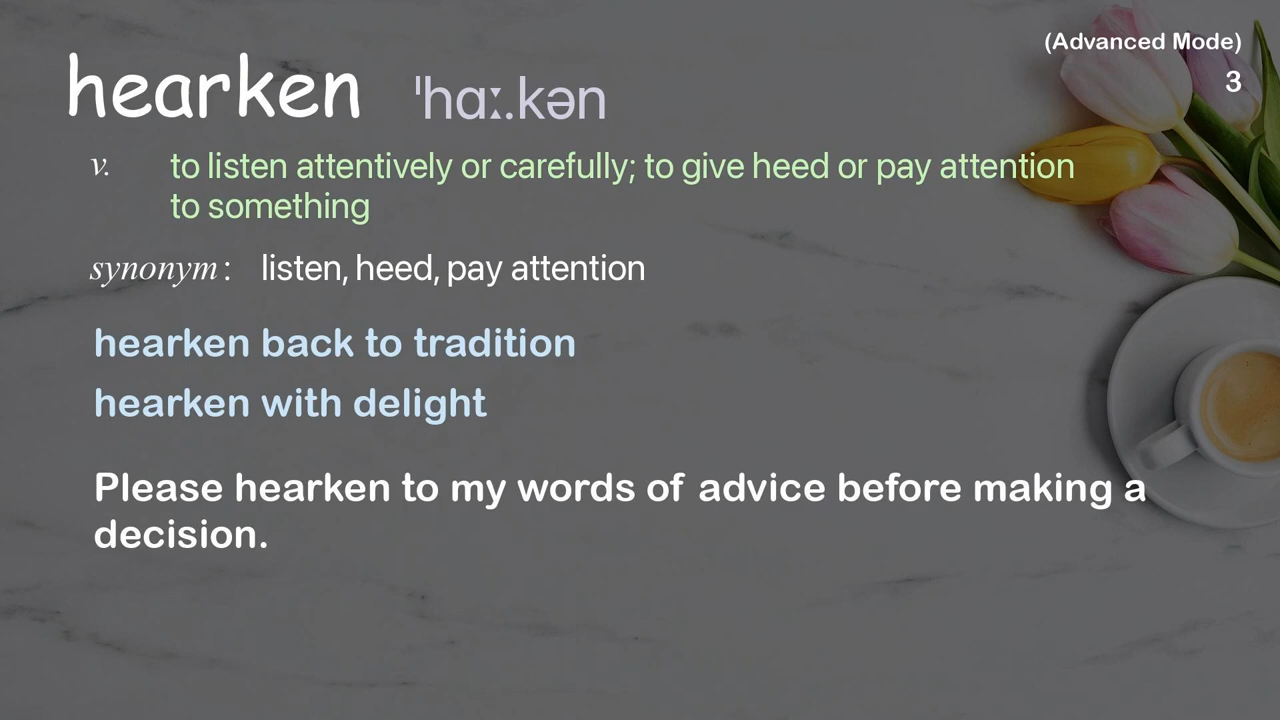 (Advanced Mode)
3
hearken ˈhɑː.kən
v. to listen attentively or carefully; to give heed or pay attention
to something
synonym : listen, heed, pay attention
hearken back to tradition
hearken with delight
Please hearken to my words of advice before making a
decision.